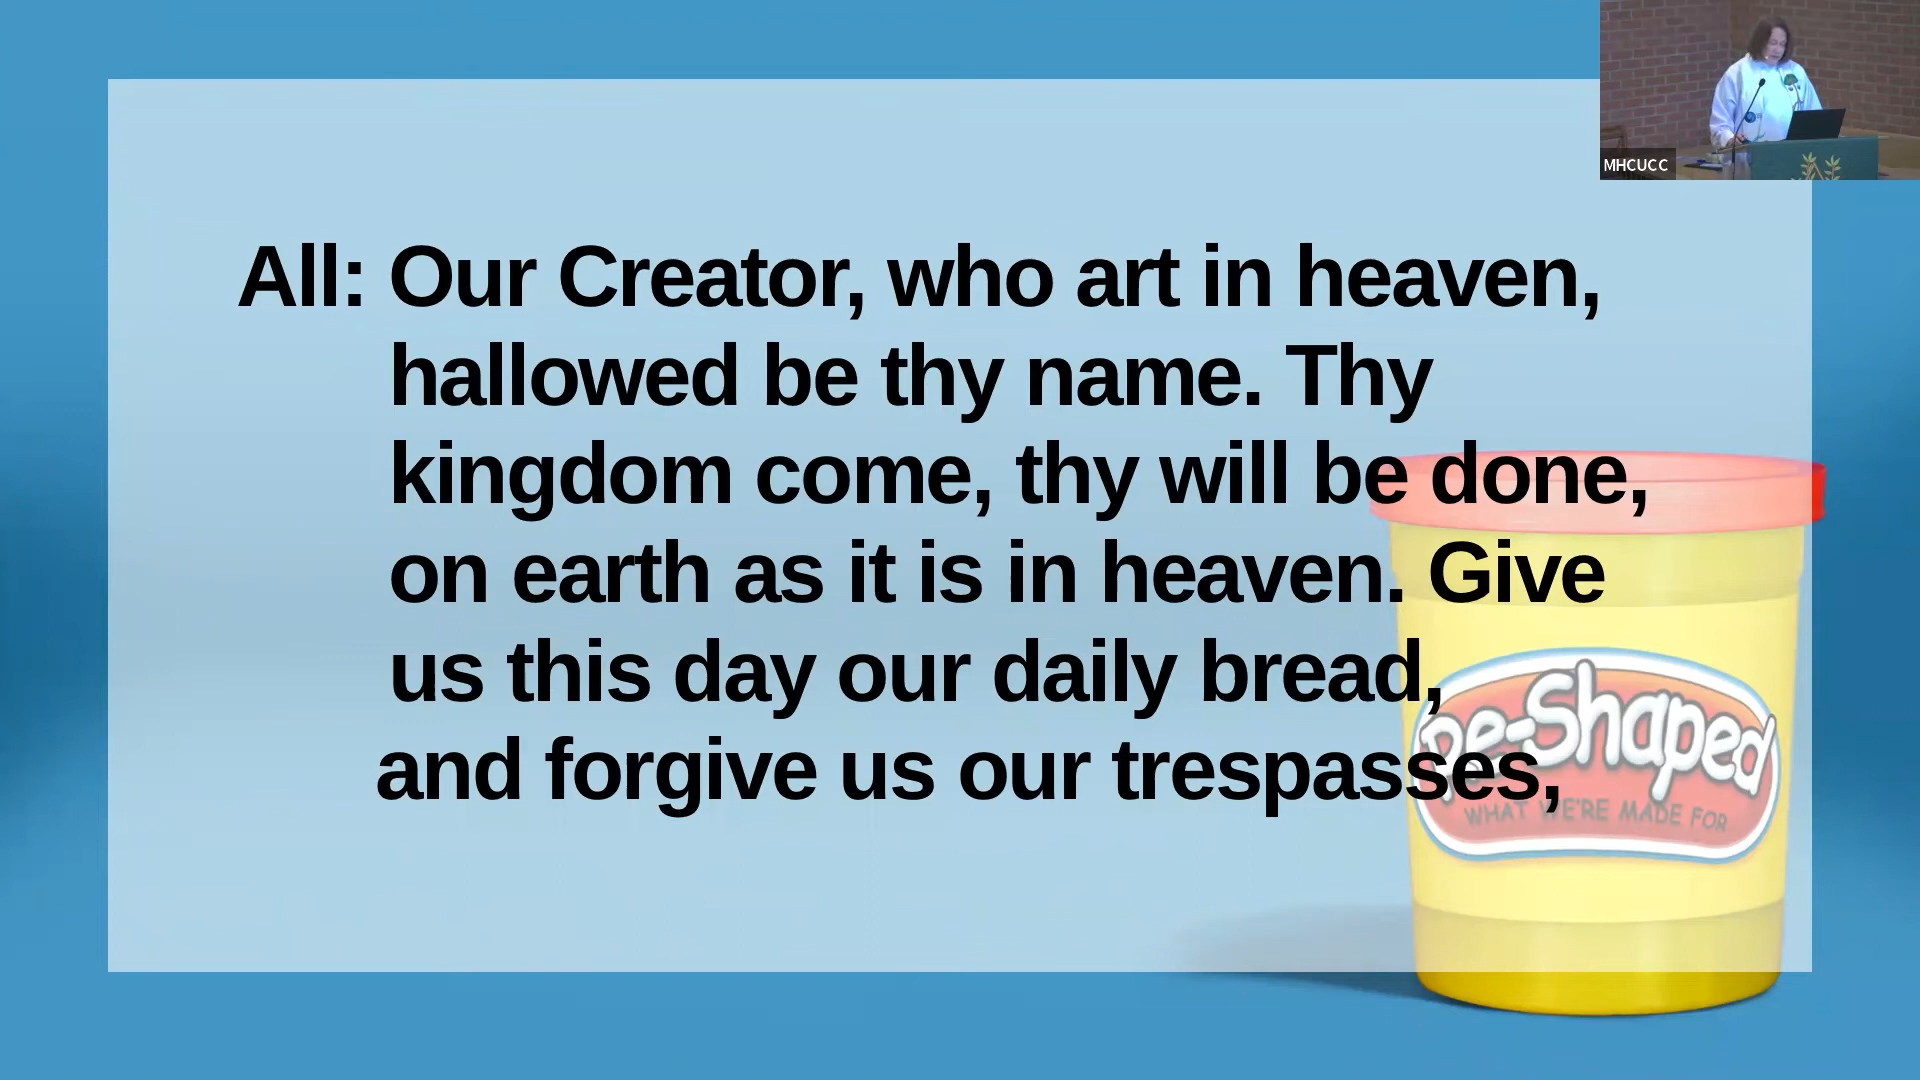 MHCUCC
All: Our Creator, who art in heaven,
hallowed be thy name. Thy
kingdom come, thy will be done,
on earth as it is in heaven. Give
us this day our daily bread,
and forgive us our trespasses,
Re-Shaped
WHAT WE'RE MADE FOR